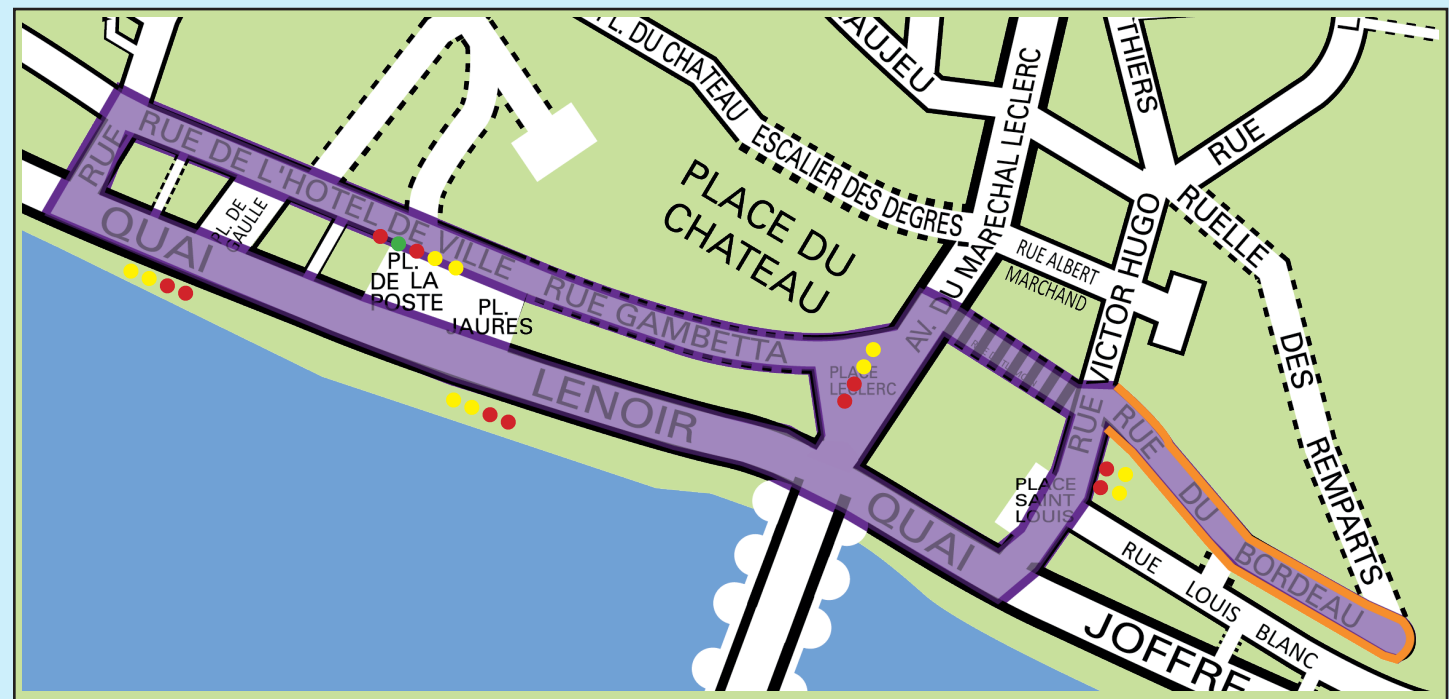 PL. DU CHATEAU
AUJEU
THIERS
RUE
RUE DE L'HOTEL DE VILLE
RUE
ESCALIER DES DEGRES
AV. DU MARECHAL LECLERC
PLACE DU
CHATEAU
RUELLE DES REMPARTS
PL. DE
GAULLE
QUAI LENOIR QUAI
RUE ALBERT
MARCHAND
RUE VICTOR HUGO
PL.
DE LA
POSTE
PL.
JAURES
RUE GAMBETTA
PLACE
LECLERC
RUE DU BORDEAU
PLACE
SAINT
LOUIS
RUE LOUIS BLANC
JOFFRE